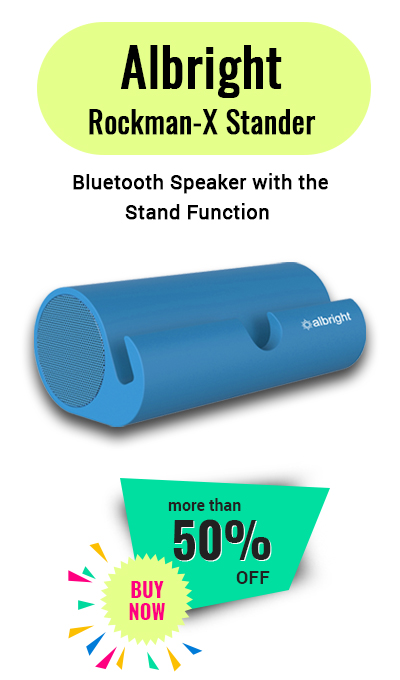 Albright
Rockman-X Stander
Bluetooth Speaker with the
Stand Function
albright
more than
50%
OFF
BUY
NOW